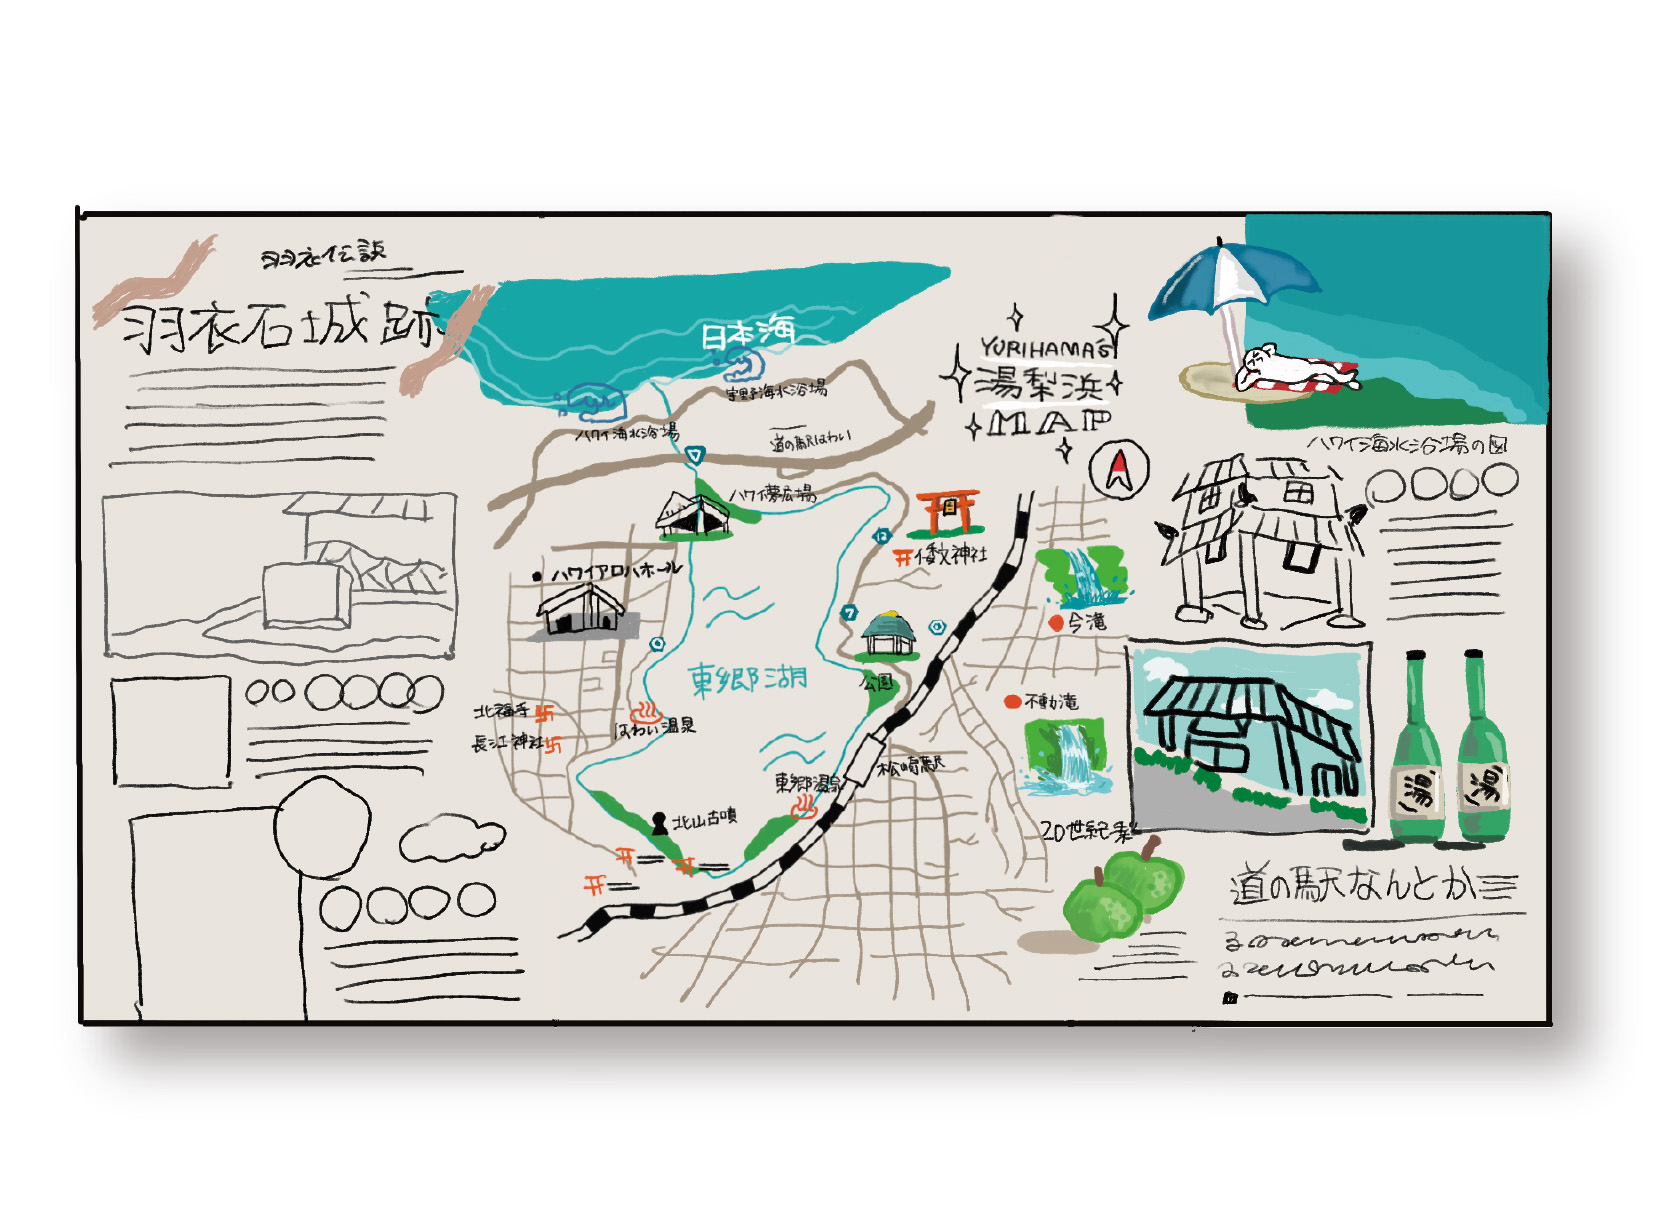 羽衣伝説
羽衣石城跡
日本海
宇野海水浴場
ハワイ海水浴場
道の駅はわい
YURIHAMA'S
湯梨浜
MAP
ハワイ海水浴場の図
ハワイ夢広場
倭文神社
ハワイアロハホール
今滝
東郷湖
公園
不動滝
北福寺
長江神社
はわい温泉
松崎駅
東郷温泉
北山古墳
20世紀梨
八湯
八湯
道の駅なんとか